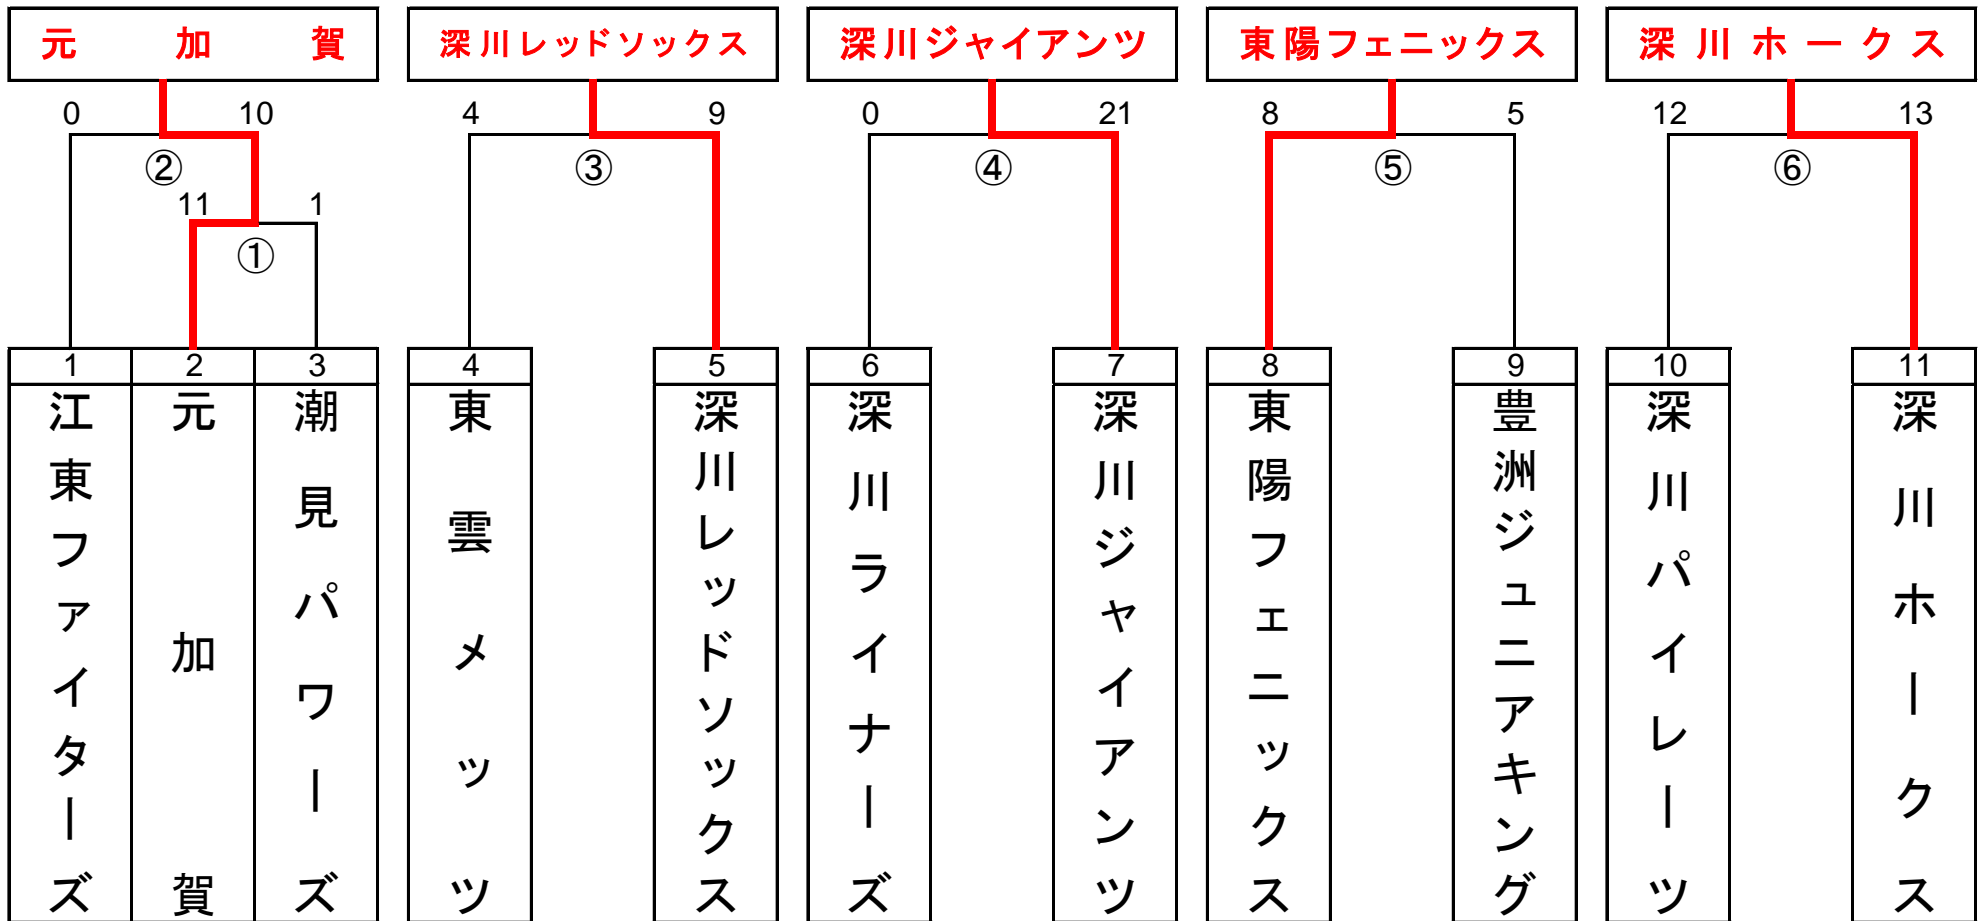 元 加 賀
深川レッドソックス
深川ジャイアンツ
東陽フェニックス
深川ホークス
0 10
4 9
0 21
8 5
12 13
②
③
④
⑤
⑥
11 1
①
1
2
3
4
5
6
7
8
9
10
11
江東ファイターズ
元加賀
潮見パワーズ
東雲メッツ
深川レッドソックス
深川ライナーズ
深川ジャイアンツ
東陽フェニックス
豊洲ジュニアキング
深川パイレーツ
深川ホークス